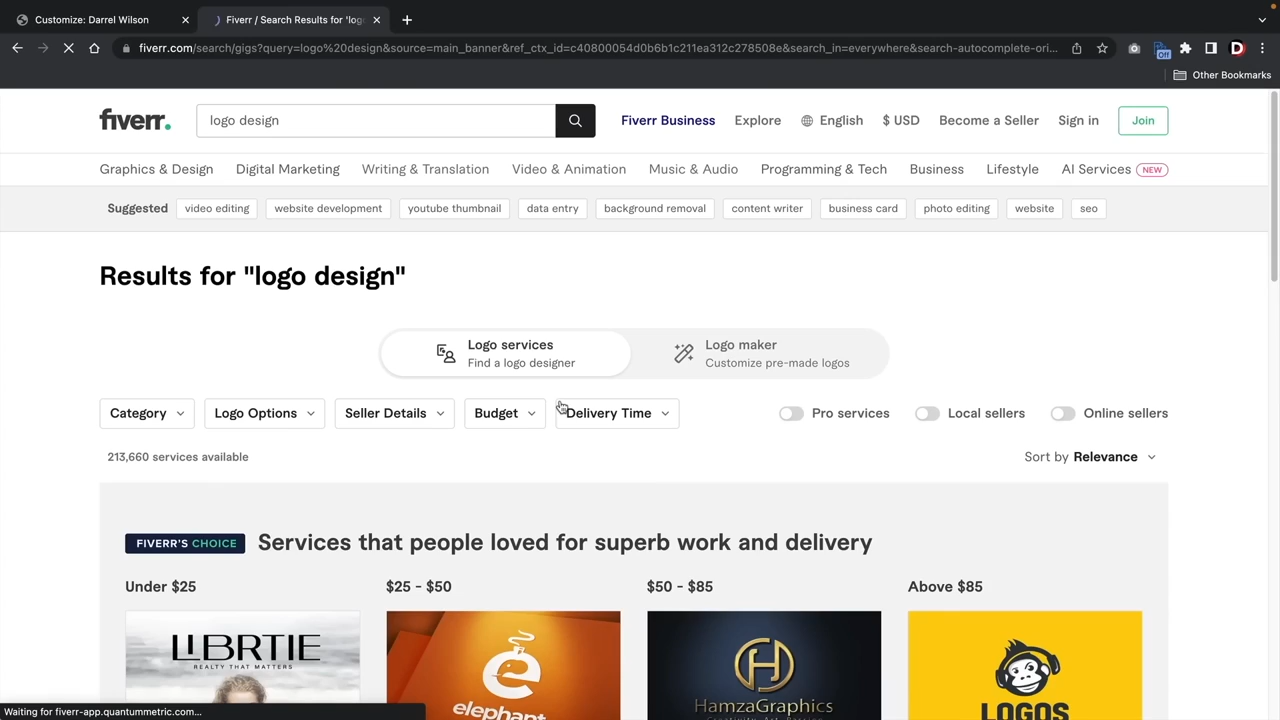 Customize: Darrel Wilson
Fiverr / Search Results for 'logo
fiverr.com/search/gigs?query=logo%20design&source=main_banner&ref_ctx_id=c40800054d0b6b1c211ea312c278508e&search_in=everywhere&search-autocomplete-ori...
Off
D
Other Bookmarks
fiverr.
logo design
Fiverr Business
Explore
English
$ USD
Become a Seller
Sign in
Join
Graphics & Design
Digital Marketing
Writing & Translation
Video & Animation
Music & Audio
Programming & Tech
Business
Lifestyle
AI Services NEW
Suggested
video editing
website development
youtube thumbnail
data entry
background removal
content writer
business card
photo editing
website
seo
Results for "logo design"
Logo services
Find a logo designer
Logo maker
Customize pre-made logos
Category
Logo Options
Seller Details
Budget
Delivery Time
Pro services
Local sellers
Online sellers
213,660 services available
Sort by Relevance
FIVERR'S CHOICE
Services that people loved for superb work and delivery
Under $25
$25 - $50
$50 - $85
Above $85
LIBRTIE
REALTY THAT MATTERS
elephant
HamzaGraphics
LOGOS
Waiting for fiverr-app.quantummetric.com...